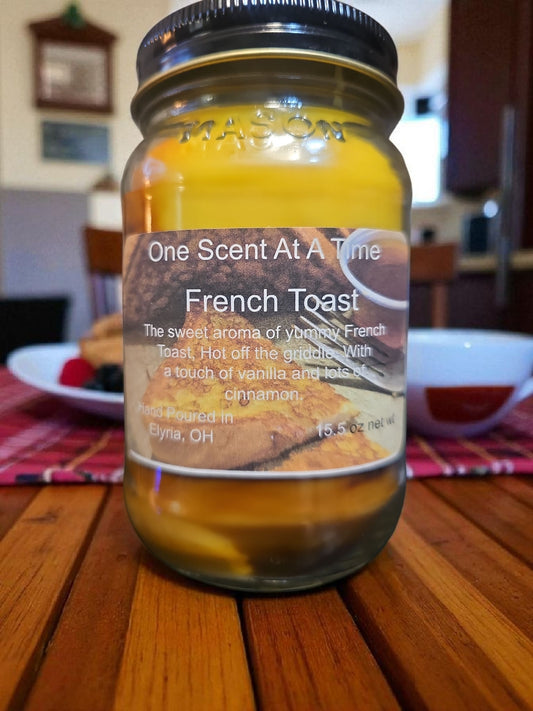 MASON
One Scent At A Time
French Toast
The sweet aroma of yummy French
Toast, Hot off the griddle. With
a touch of vanilla and lots of
cinnamon.
Hand Poured in
Elyria, OH
15.5 oz net wt